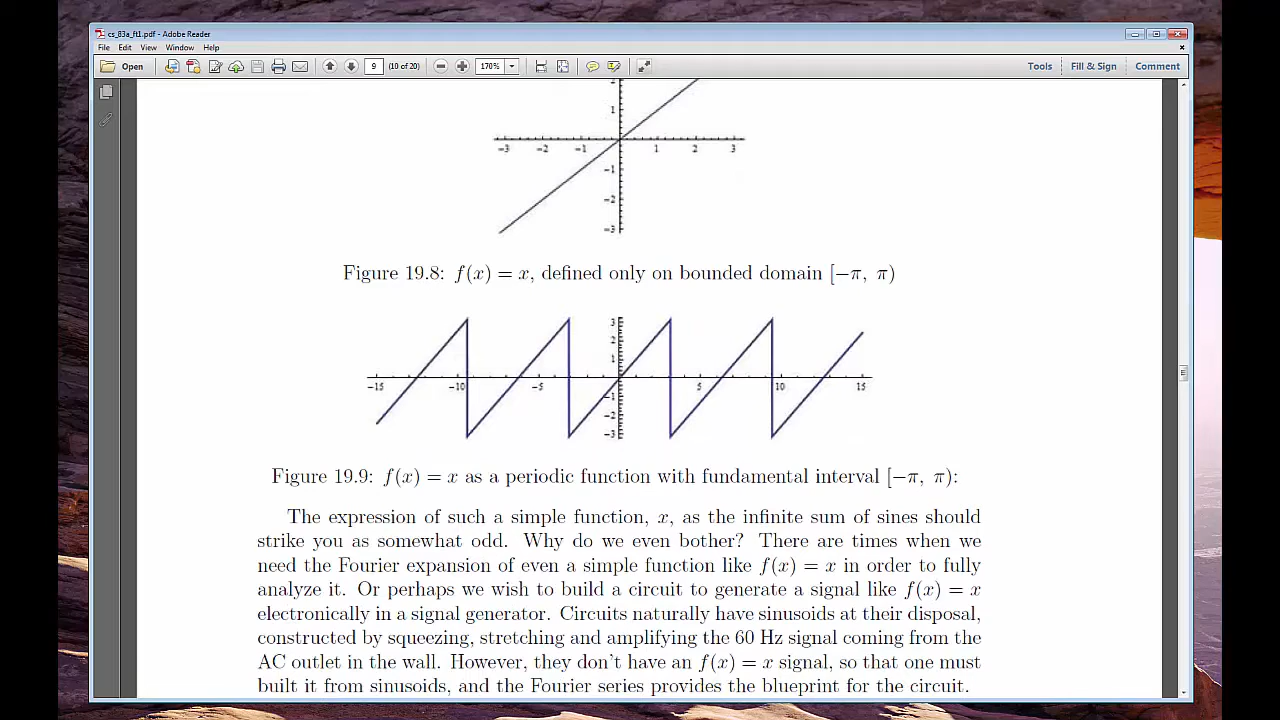 cs_83a_ft1.pdf - Adobe Reader
File Edit View Window Help
Open 9 (10 of 20) 170% Tools Fill & Sign Comment
2
1
-3 -2 -1 1 2 3
-1
-2
-3
Figure 19.8: f(x) = x, defined only on bounded domain [−π, π)
3
2
1
-15 -10 -5 5 10 15
-1
-2
-3
Figure 19.9: f(x) = x as a periodic function with fundamental interval [−π, π):
The expression of such a simple function, x, as the infinite sum of sines should
strike you as somewhat odd. Why do we even bother? There are times when we
need the Fourier expansion of even a simple function like f(x) = x in order to fully
analyze it. Or perhaps we wish to build a circuit to generate a signal like f(x) = x
electronically in a signal generator. Circuits naturally have sinusoids at their disposal,
constructed by squeezing, stretching and amplifying the 60 Hz signal coming from the
AC outlet in the wall. However, they don't have an f(x) = x signal, so that one must
built it from sinusoids, and the Fourier series provides the blueprint for the circuit.